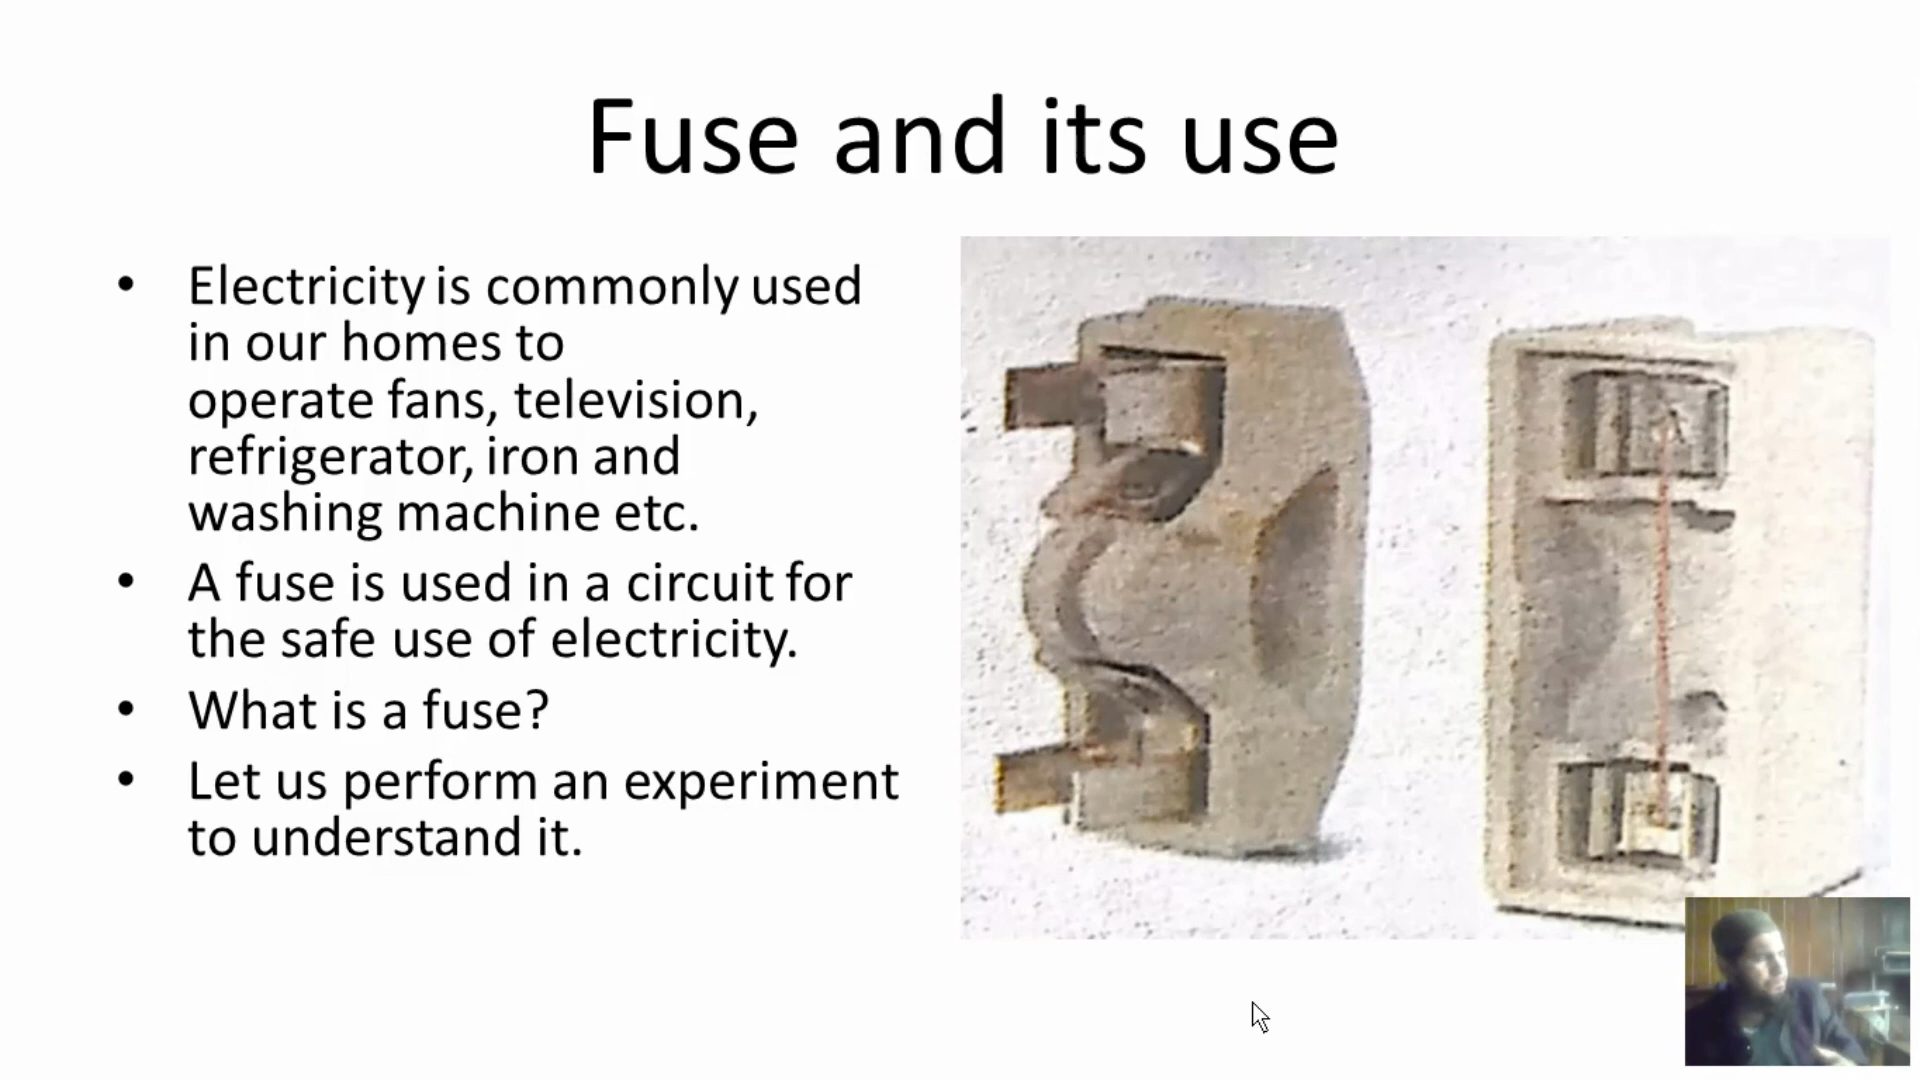 Fuse and its use
• Electricity is commonly used
in our homes to
operate fans, television,
refrigerator, iron and
washing machine etc.
• A fuse is used in a circuit for
the safe use of electricity.
• What is a fuse?
• Let us perform an experiment
to understand it.